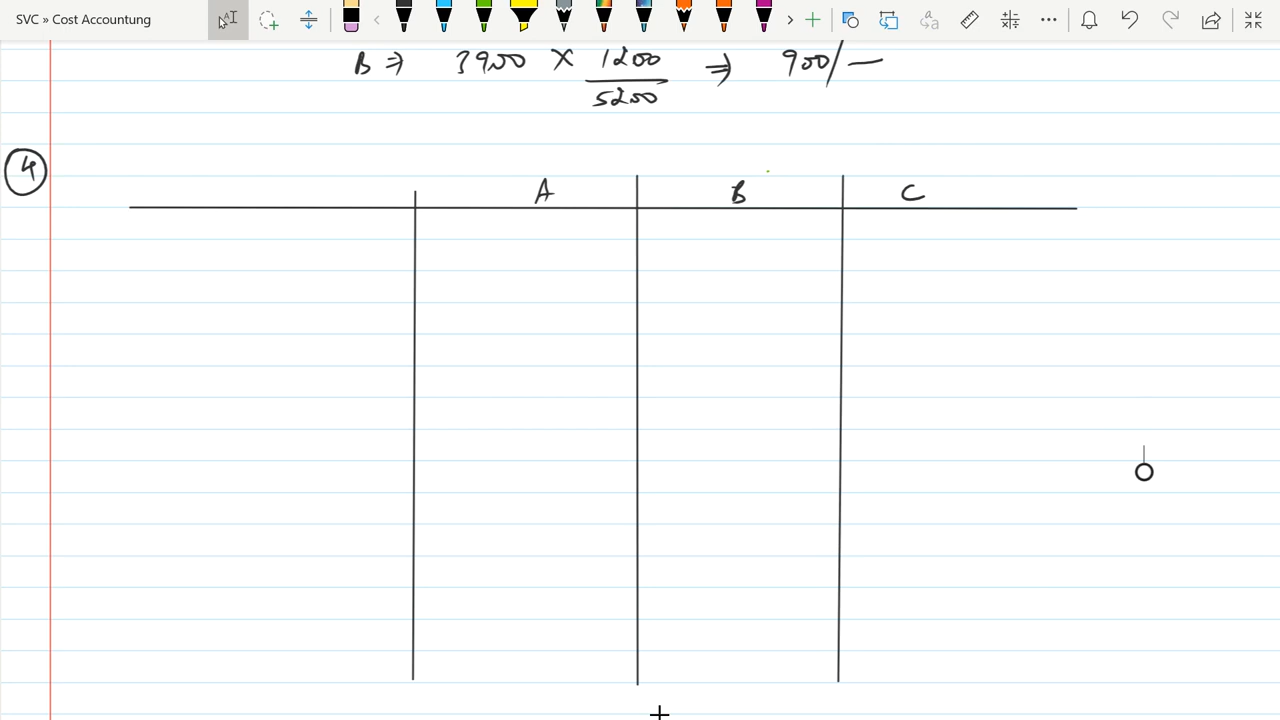 SVC » Cost Accountung
B ⇒ 3900 × 1200 ⇒ 900/—
5200
4
A B C